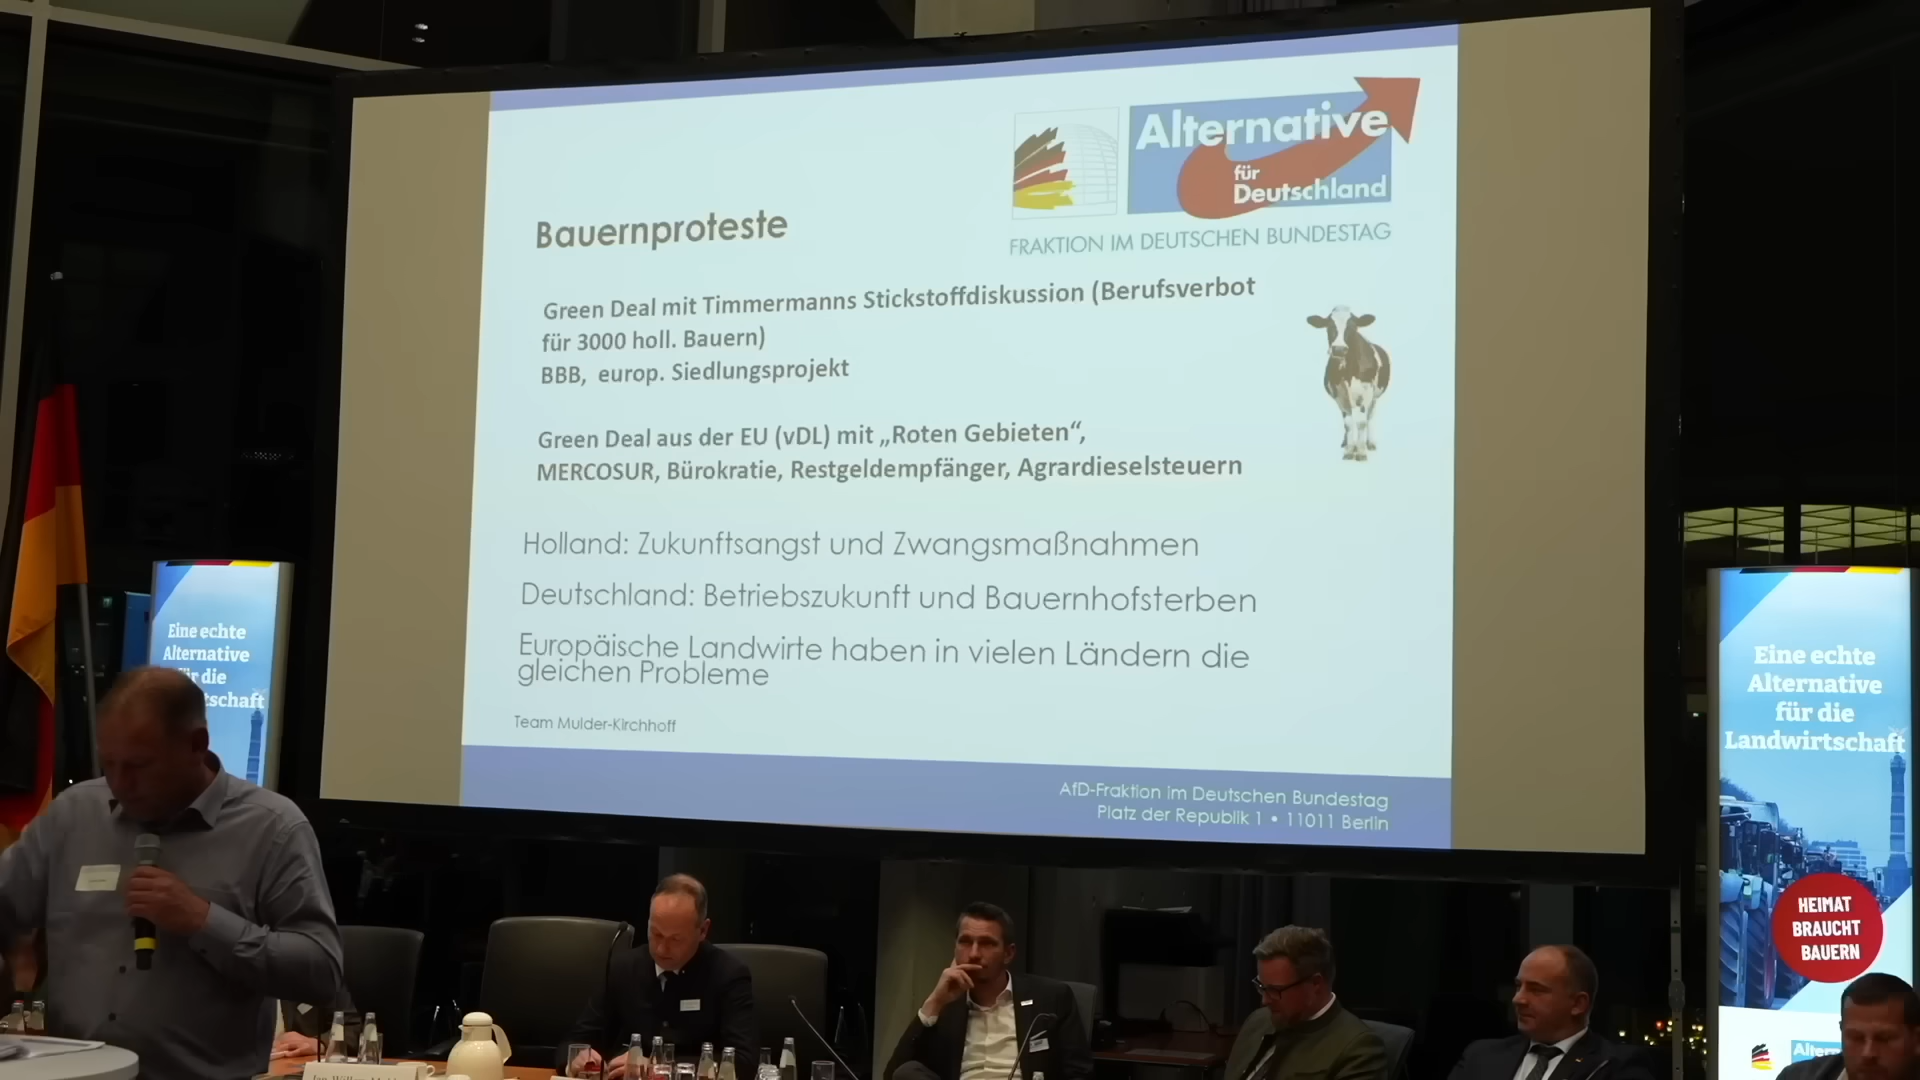 Alternative
für
Deutschland
FRAKTION IM DEUTSCHEN BUNDESTAG
Bauernproteste
Green Deal mit Timmermanns Stickstoffdiskussion (Berufsverbot
für 3000 holl. Bauern)
BBB, europ. Siedlungsprojekt
Green Deal aus der EU (vDL) mit „Roten Gebieten“,
MERCOSUR, Bürokratie, Restgeldempfänger, Agrardieselsteuern
Holland: Zukunftsangst und Zwangsmaßnahmen
Deutschland: Betriebszukunft und Bauernhofsterben
Europäische Landwirte haben in vielen Ländern die
gleichen Probleme
Team Mulder-Kirchhoff
AfD-Fraktion im Deutschen Bundestag
Platz der Republik 1 • 11011 Berlin
Eine echte
Alternative
die
tschaft
Eine echte
Alternative
für die
Landwirtschaft
HEIMAT
BRAUCHT
BAUERN